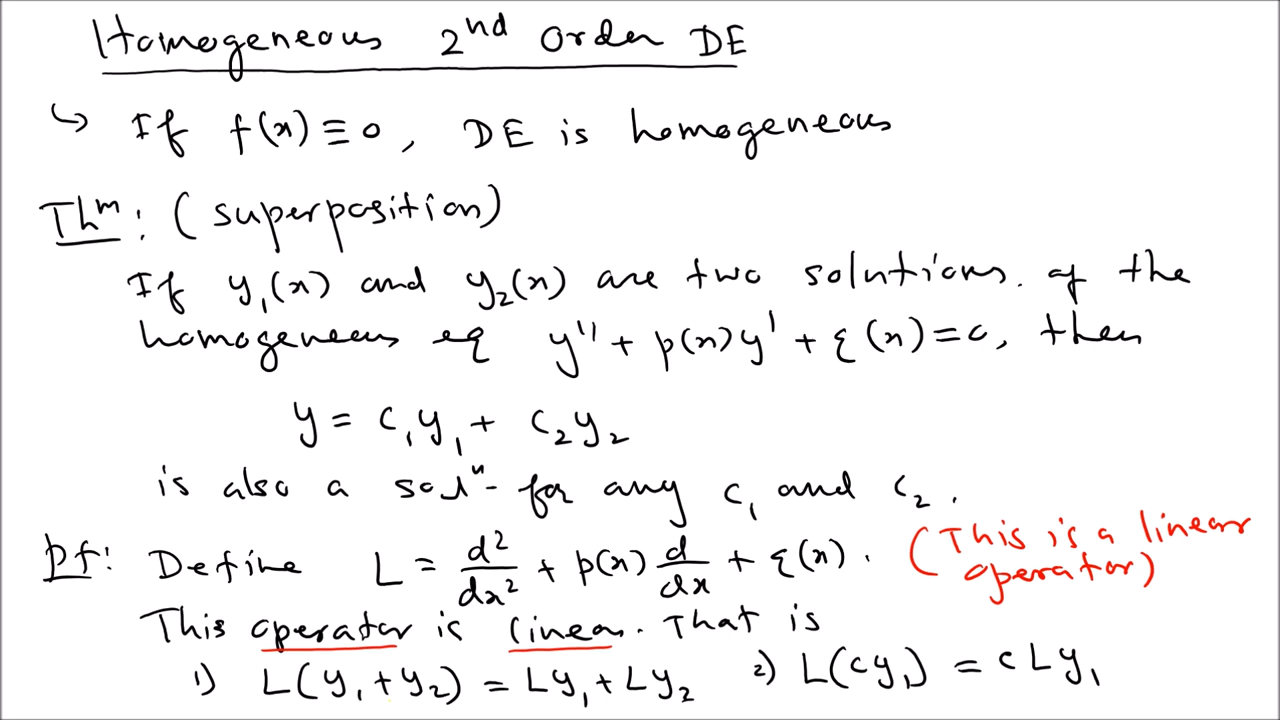 Homogeneous 2nd Order DE
↳ If f(x) ≡ 0, DE is homogeneous
Thm: (superposition)
If y₁(x) and y₂(x) are two solutions. of the
homogeneous eq y'' + p(x)y' + q(x) = 0, then
y = c₁y₁ + c₂y₂
is also a solⁿ- for any c₁ and c₂.
pf: Define L = d²/dx² + p(x) d/dx + q(x). (This is a linear
operator)
This operator is linear. That is
1) L(y₁ + y₂) = Ly₁ + Ly₂ 2) L(cy₁) = cLy₁